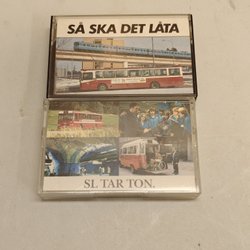 SÅ SKA DET LÅTA
SL TAR TON.